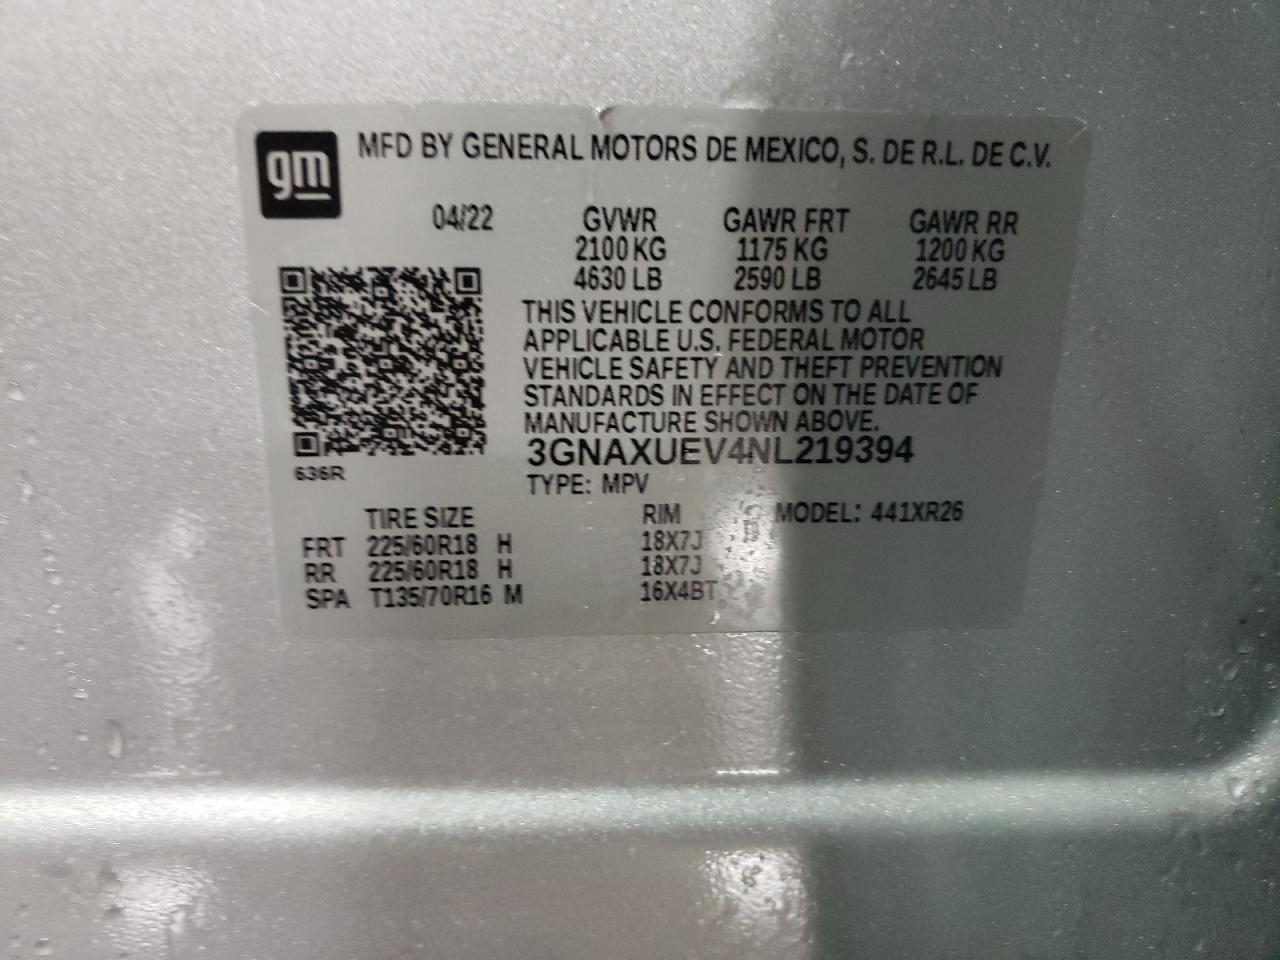 gm
MFD BY GENERAL MOTORS DE MEXICO, S. DE R.L. DE C.V.
04/22 GVWR GAWR FRT GAWR RR
2100 KG 1175 KG 1200 KG
4630 LB 2590 LB 2645 LB
THIS VEHICLE CONFORMS TO ALL
APPLICABLE U.S. FEDERAL MOTOR
VEHICLE SAFETY AND THEFT PREVENTION
STANDARDS IN EFFECT ON THE DATE OF
MANUFACTURE SHOWN ABOVE.
3GNAXUEV4NL219394
636R
TYPE: MPV
TIRE SIZE RIM MODEL: 441XR26
FRT 225/60R18 H 18X7J
RR 225/60R18 H 18X7J
SPA T135/70R16 M 16X4BT